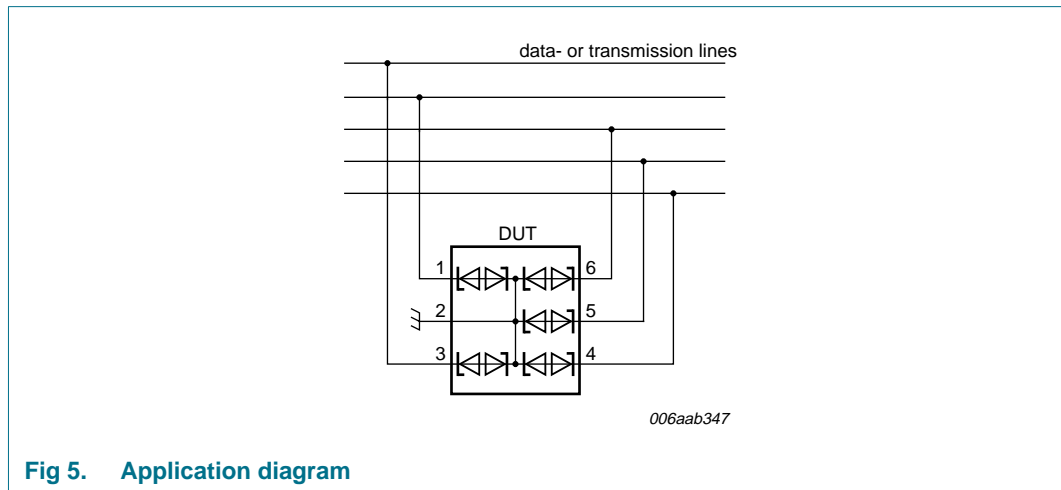 data- or transmission lines
DUT
1
6
2
5
3
4
006aab347
Fig 5. Application diagram